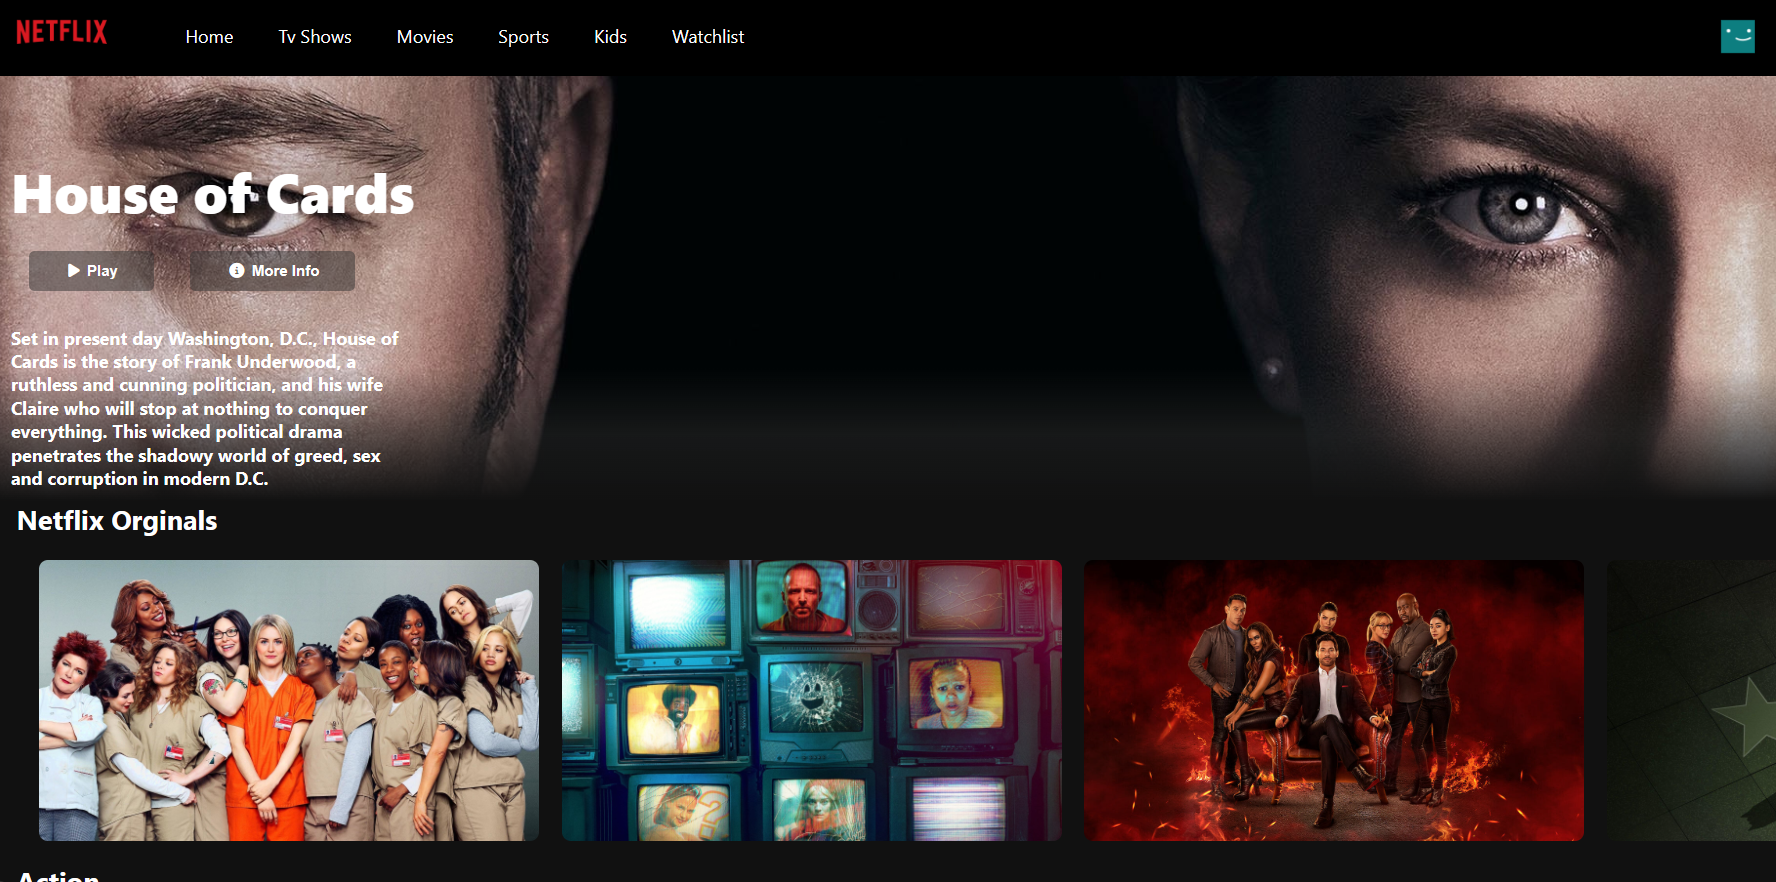 NETFLIX
Home
Tv Shows
Movies
Sports
Kids
Watchlist
House of Cards
Play
More Info
Set in present day Washington, D.C., House of
Cards is the story of Frank Underwood, a
ruthless and cunning politician, and his wife
Claire who will stop at nothing to conquer
everything. This wicked political drama
penetrates the shadowy world of greed, sex
and corruption in modern D.C.
Netflix Orginals
Action